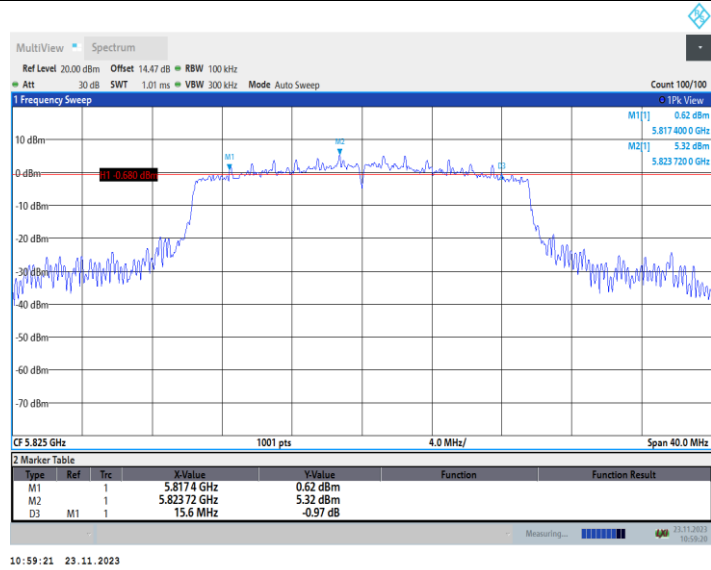 MultiView Spectrum
Ref Level 20.00 dBm Offset 14.47 dB RBW 100 kHz
Att 30 dB SWT 1.01 ms VBW 300 kHz Mode Auto Sweep Count 100/100
1 Frequency Sweep 1Pk View
M1[1] 0.62 dBm
5.817 400 0 GHz
M2[1] 5.32 dBm
5.823 720 0 GHz
10 dBm
M2
M1
D3
0 dBm
H1 -0.680 dBm
-10 dBm
-20 dBm
-30 dBm
-40 dBm
-50 dBm
-60 dBm
-70 dBm
CF 5.825 GHz 1001 pts 4.0 MHz/ Span 40.0 MHz
2 Marker Table
Type Ref Trc X-Value Y-Value Function Function Result
M1 1 5.8174 GHz 0.62 dBm
M2 1 5.82372 GHz 5.32 dBm
D3 M1 1 15.6 MHz -0.97 dB
Measuring... 23.11.2023
10:59:20
10:59:21 23.11.2023